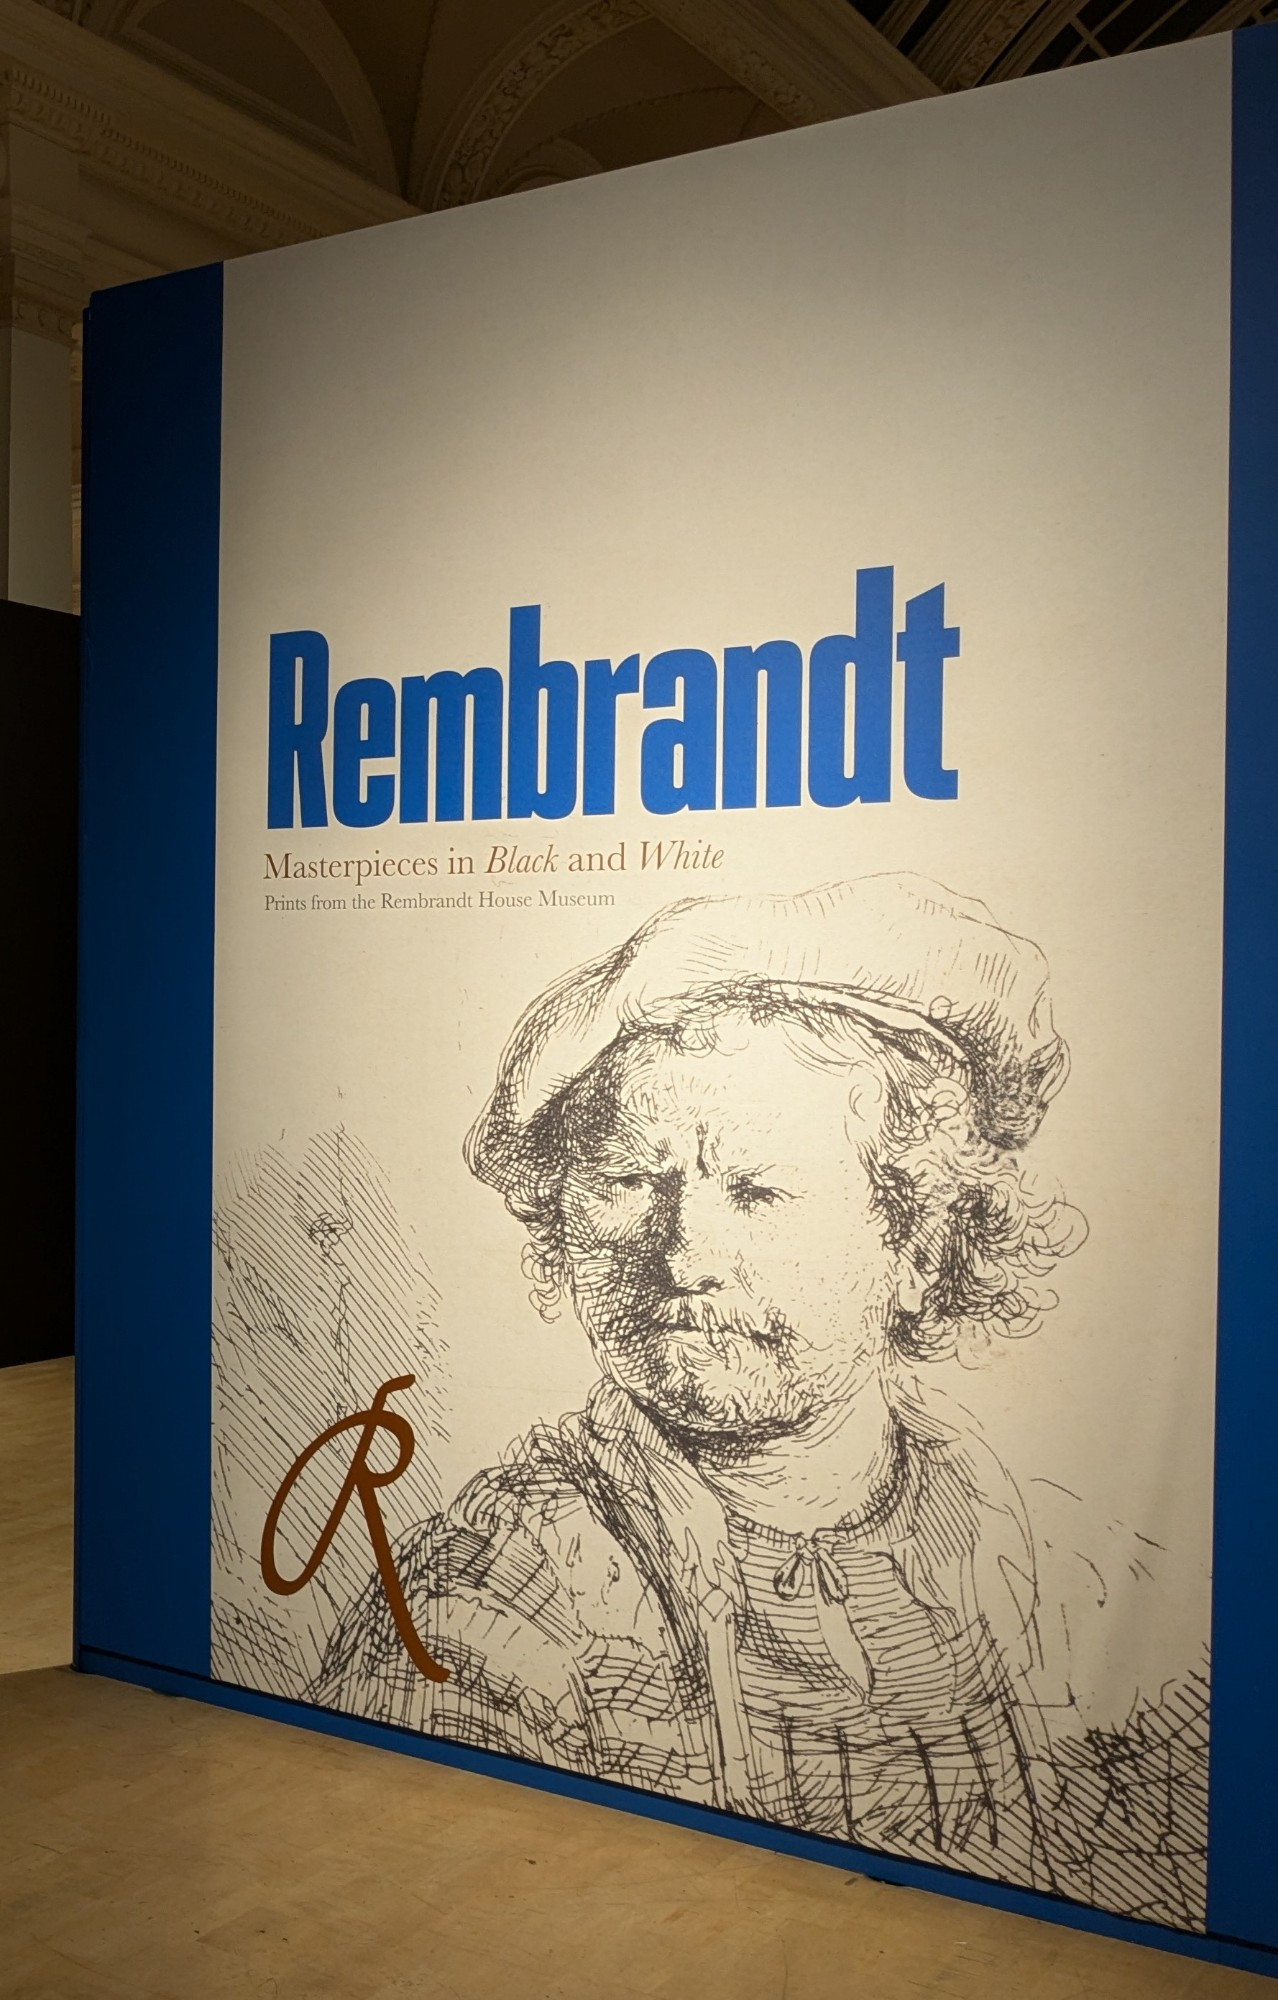 Rembrandt
Masterpieces in Black and White
Prints from the Rembrandt House Museum
R